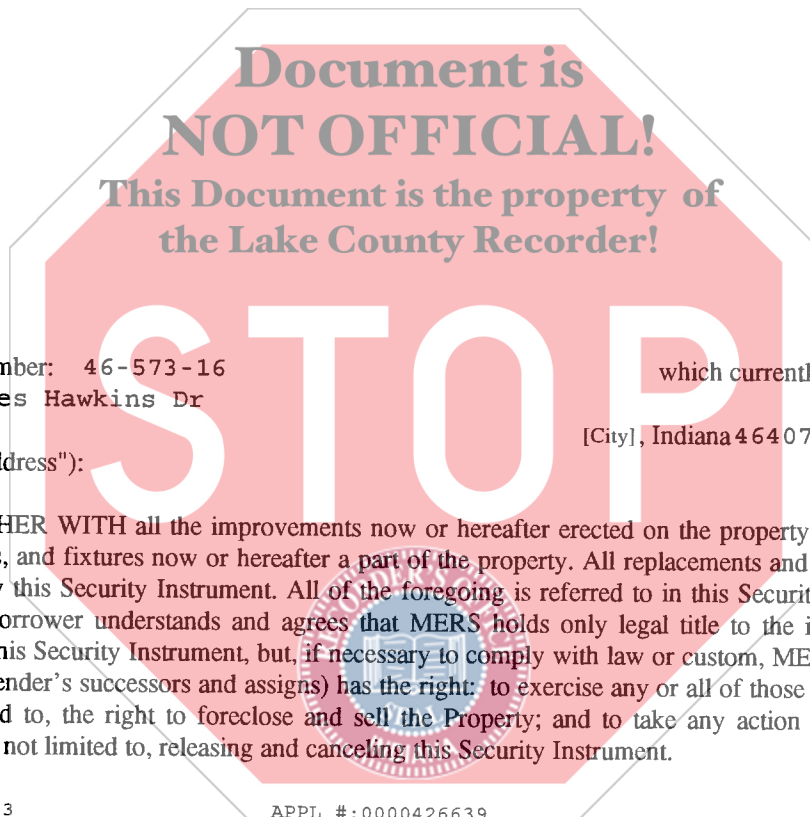 Document is
NOT OFFICIAL!
This Document is the property of
the Lake County Recorder!
STOP
mber: 46-573-16 which currentl
es Hawkins Dr
[City], Indiana 46407
ddress"):
HER WITH all the improvements now or hereafter erected on the property
s, and fixtures now or hereafter a part of the property. All replacements and
y this Security Instrument. All of the foregoing is referred to in this Securit
orrower understands and agrees that MERS holds only legal title to the i
his Security Instrument, but, if necessary to comply with law or custom, ME
ender's successors and assigns) has the right: to exercise any or all of those
d to, the right to foreclose and sell the Property; and to take any action
not limited to, releasing and canceling this Security Instrument.
3 APPL #:0000426639